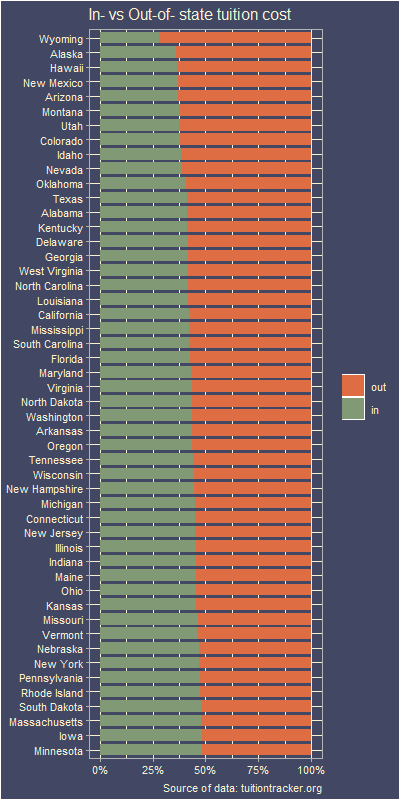 In- vs Out-of- state tuition cost
Wyoming
Alaska
Hawaii
New Mexico
Arizona
Montana
Utah
Colorado
Idaho
Nevada
Oklahoma
Texas
Alabama
Kentucky
Delaware
Georgia
West Virginia
North Carolina
Louisiana
California
Mississippi
South Carolina
Florida
Maryland
Virginia
North Dakota
Washington
Arkansas
Oregon
Tennessee
Wisconsin
New Hampshire
Michigan
Connecticut
New Jersey
Illinois
Indiana
Maine
Ohio
Kansas
Missouri
Vermont
Nebraska
New York
Pennsylvania
Rhode Island
South Dakota
Massachusetts
Iowa
Minnesota
0% 25% 50% 75% 100%
out
in
Source of data: tuitiontracker.org